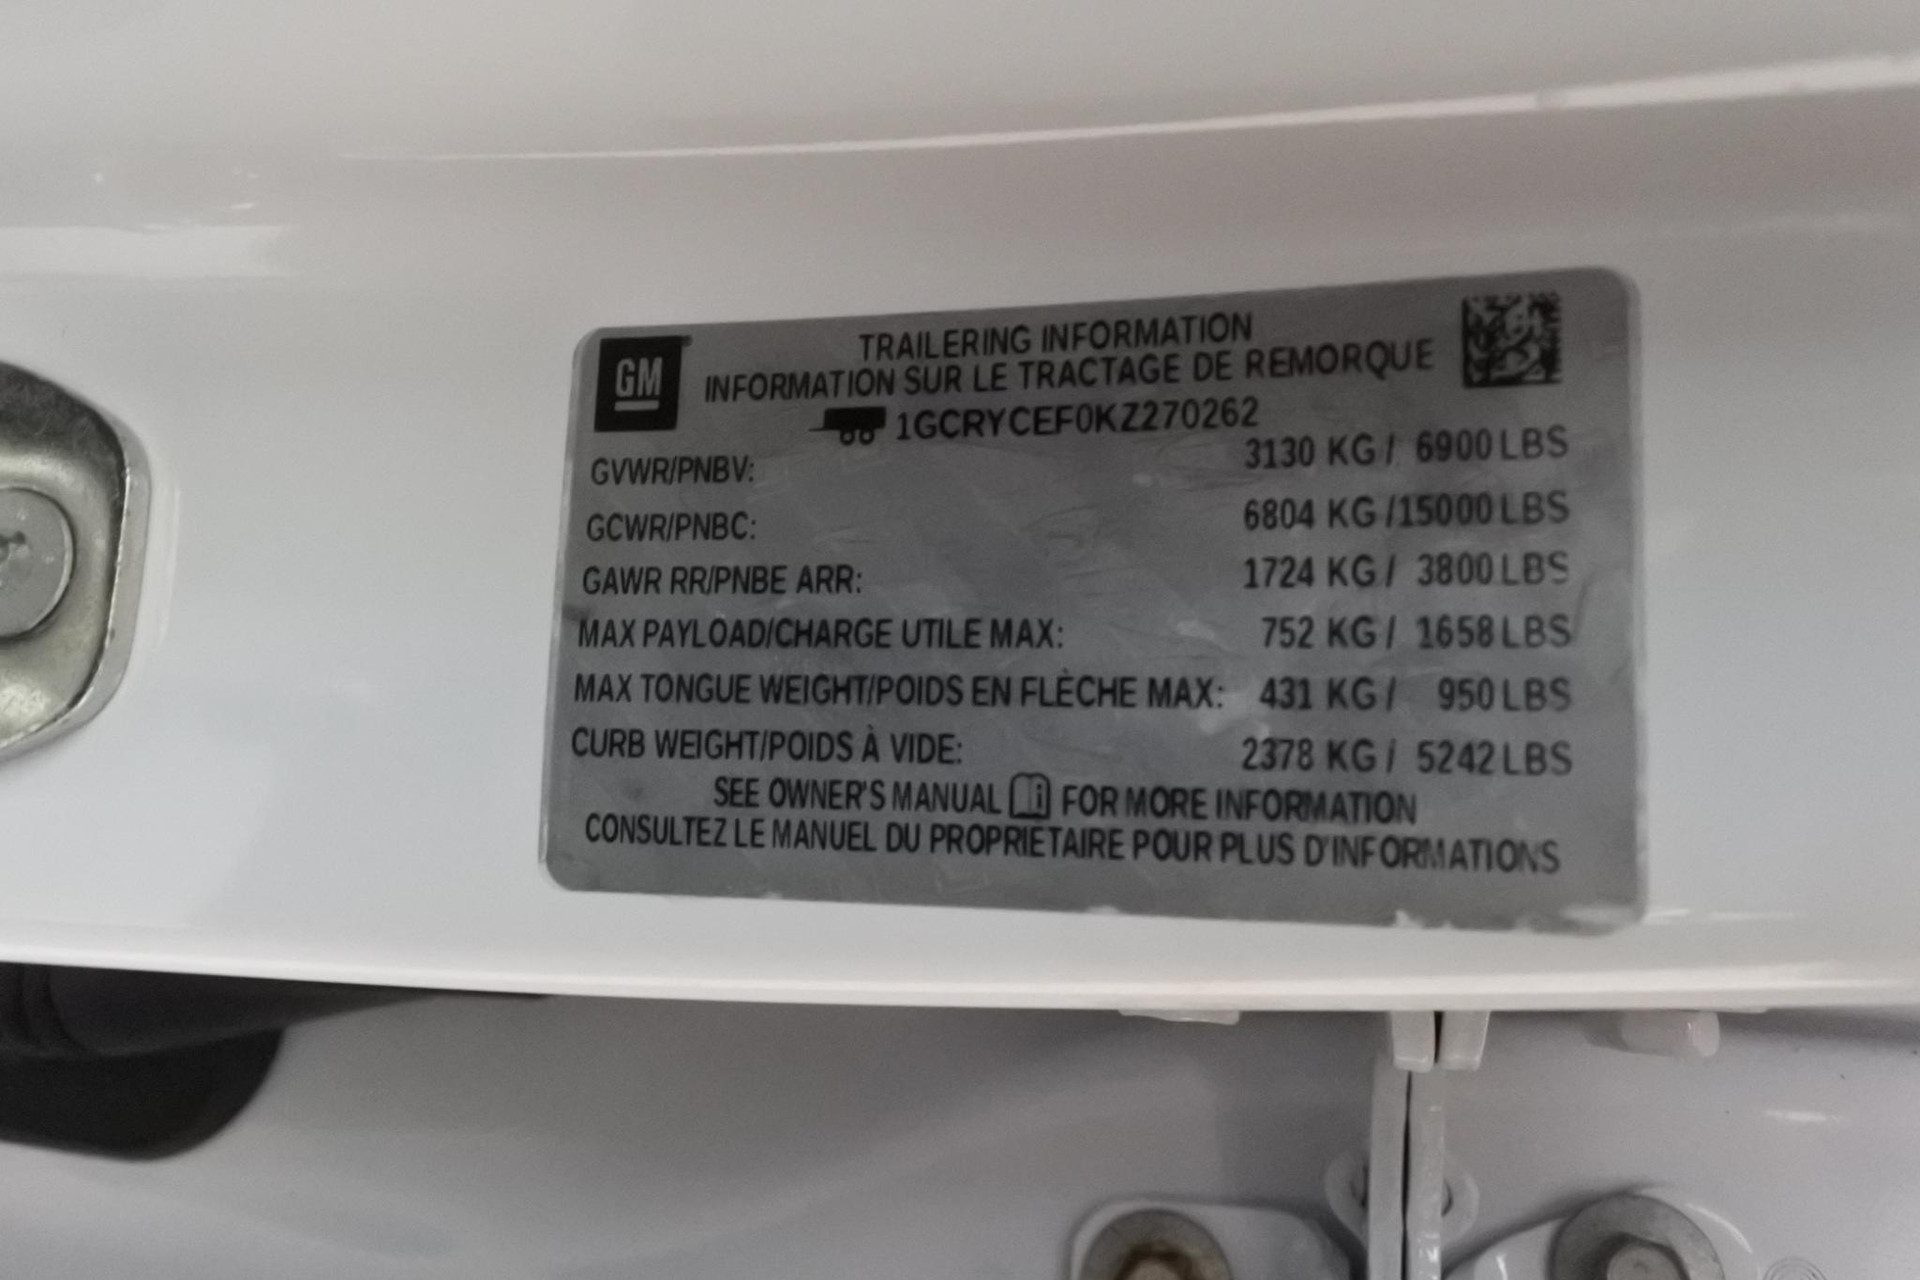 GM
TRAILERING INFORMATION
INFORMATION SUR LE TRACTAGE DE REMORQUE
1GCRYCEF0KZ270262
GVWR/PNBV: 3130 KG / 6900 LBS
GCWR/PNBC: 6804 KG /15000 LBS
GAWR RR/PNBE ARR: 1724 KG / 3800 LBS
MAX PAYLOAD/CHARGE UTILE MAX: 752 KG / 1658 LBS
MAX TONGUE WEIGHT/POIDS EN FLÈCHE MAX: 431 KG / 950 LBS
CURB WEIGHT/POIDS À VIDE: 2378 KG / 5242 LBS
SEE OWNER'S MANUAL FOR MORE INFORMATION
CONSULTEZ LE MANUEL DU PROPRIETAIRE POUR PLUS D'INFORMATIONS